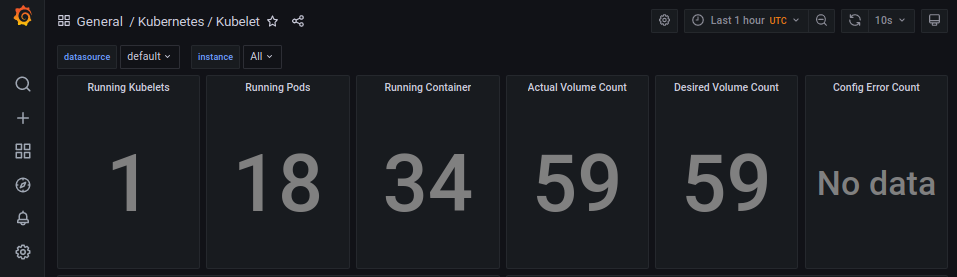 General / Kubernetes / Kubelet
Last 1 hour UTC
10s
datasource default instance All
Running Kubelets
1
Running Pods
18
Running Container
34
Actual Volume Count
59
Desired Volume Count
59
Config Error Count
No data